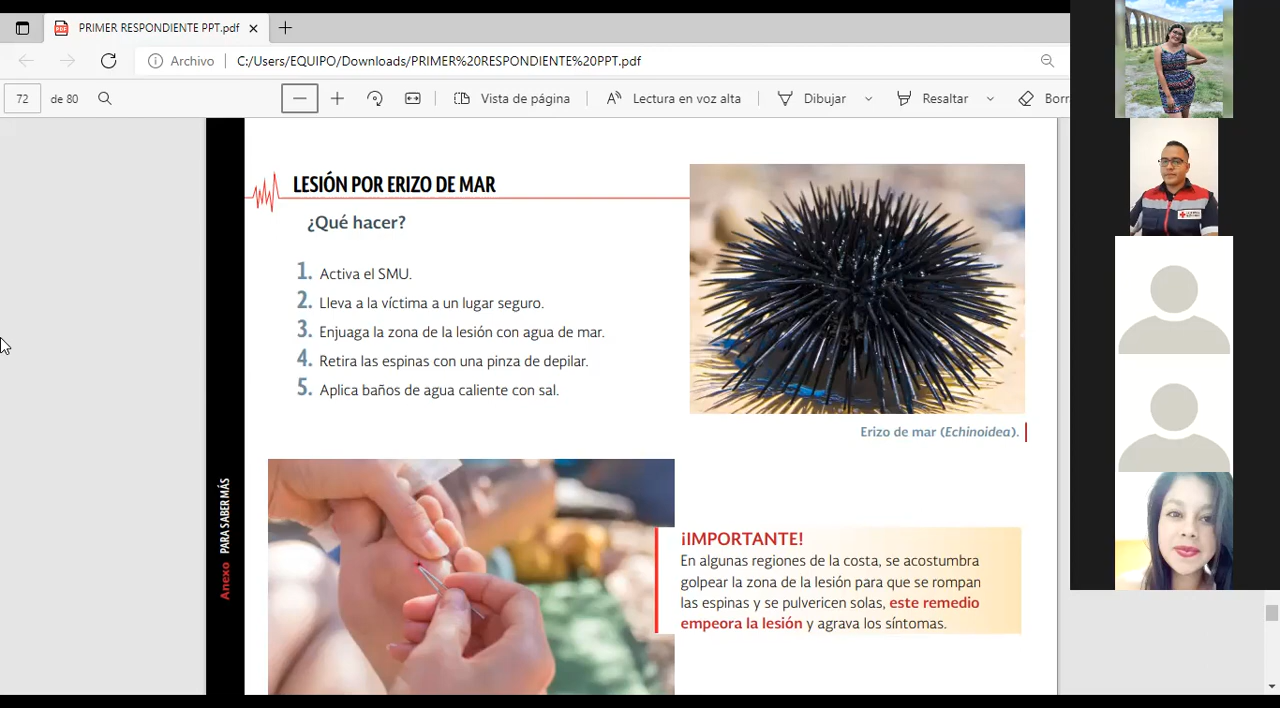 PRIMER RESPONDIENTE PPT.pdf
Archivo
C:/Users/EQUIPO/Downloads/PRIMER%20RESPONDIENTE%20PPT.pdf
72 de 80
Vista de página
Lectura en voz alta
Dibujar
Resaltar
Borr
LESIÓN POR ERIZO DE MAR
¿Qué hacer?
1. Activa el SMU.
2. Lleva a la víctima a un lugar seguro.
3. Enjuaga la zona de la lesión con agua de mar.
4. Retira las espinas con una pinza de depilar.
5. Aplica baños de agua caliente con sal.
Erizo de mar (Echinoidea).
Anexo PARA SABER MÁS
¡IMPORTANTE!
En algunas regiones de la costa, se acostumbra
golpear la zona de la lesión para que se rompan
las espinas y se pulvericen solas, este remedio
empeora la lesión y agrava los síntomas.